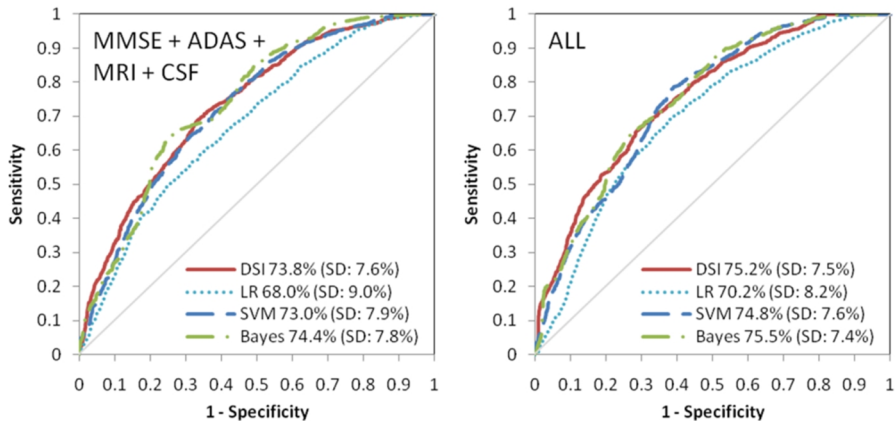 MMSE + ADAS +
MRI + CSF
Sensitivity
1
0.9
0.8
0.7
0.6
0.5
0.4
0.3
0.2
0.1
0
DSI 73.8% (SD: 7.6%)
LR 68.0% (SD: 9.0%)
SVM 73.0% (SD: 7.9%)
Bayes 74.4% (SD: 7.8%)
0 0.1 0.2 0.3 0.4 0.5 0.6 0.7 0.8 0.9 1
1 - Specificity
ALL
Sensitivity
1
0.9
0.8
0.7
0.6
0.5
0.4
0.3
0.2
0.1
0
DSI 75.2% (SD: 7.5%)
LR 70.2% (SD: 8.2%)
SVM 74.8% (SD: 7.6%)
Bayes 75.5% (SD: 7.4%)
0 0.1 0.2 0.3 0.4 0.5 0.6 0.7 0.8 0.9 1
1 - Specificity